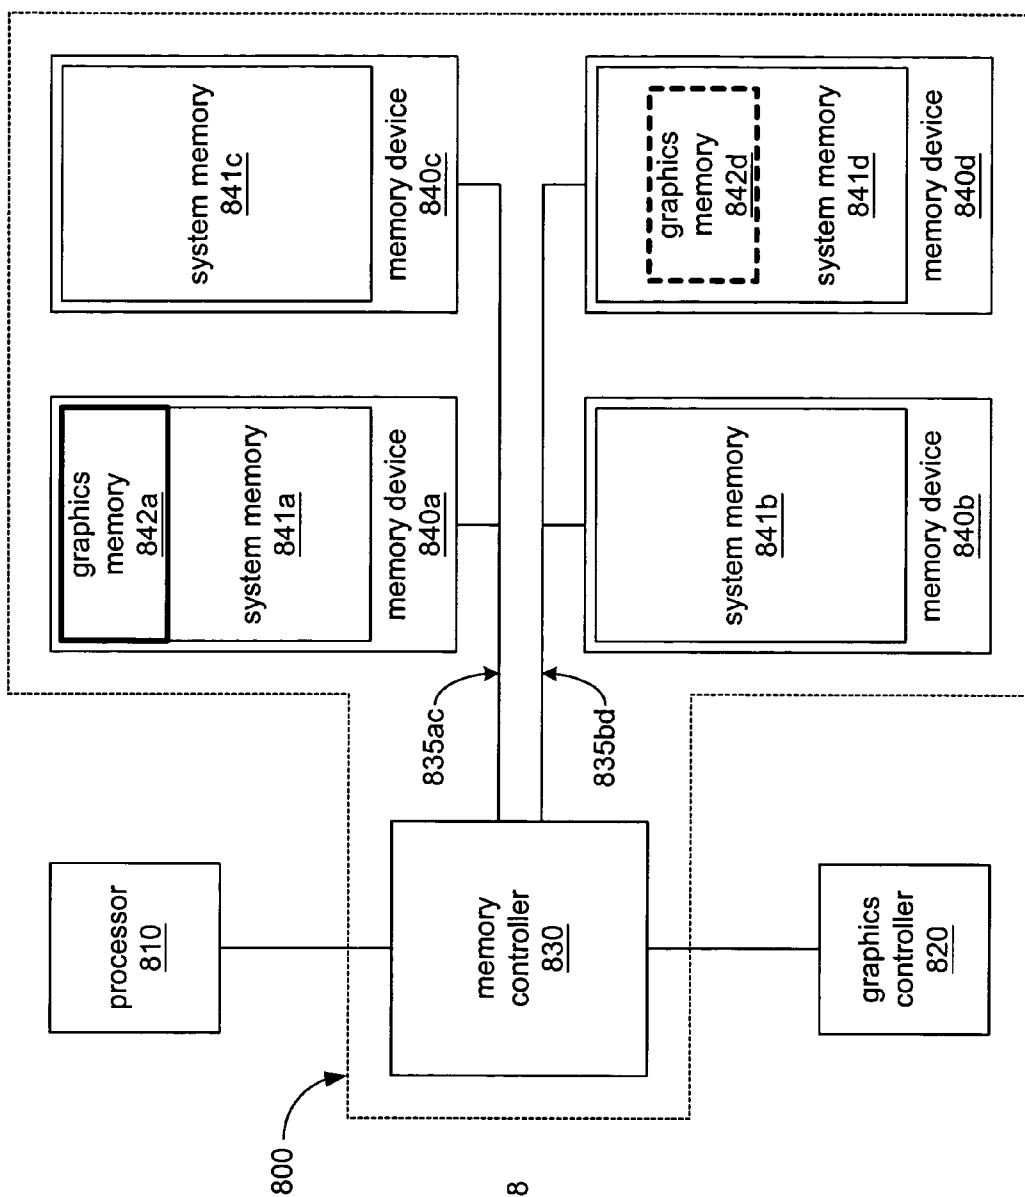 800
processor
810
memory
controller
830
graphics
controller
820
835ac
835bd
graphics
memory
842a
system memory
841a
memory device
840a
system memory
841c
memory device
840c
system memory
841b
memory device
840b
graphics
memory
842d
system memory
841d
memory device
840d
8